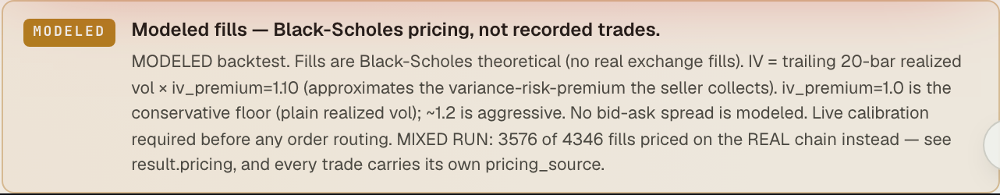 MODELED
Modeled fills — Black-Scholes pricing, not recorded trades.
MODELED backtest. Fills are Black-Scholes theoretical (no real exchange fills). IV = trailing 20-bar realized
vol × iv_premium=1.10 (approximates the variance-risk-premium the seller collects). iv_premium=1.0 is the
conservative floor (plain realized vol); ~1.2 is aggressive. No bid-ask spread is modeled. Live calibration
required before any order routing. MIXED RUN: 3576 of 4346 fills priced on the REAL chain instead — see
result.pricing, and every trade carries its own pricing_source.